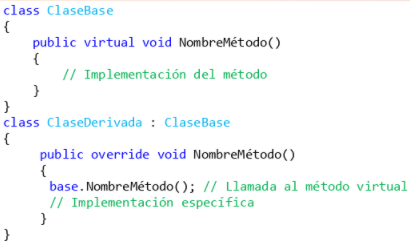 class ClaseBase
{
    public virtual void NombreMétodo()
    {
        // Implementación del método
    }
}
class ClaseDerivada : ClaseBase
{
     public override void NombreMétodo()
     {
      base.NombreMétodo(); // Llamada al método virtual
      // Implementación específica
     }
}